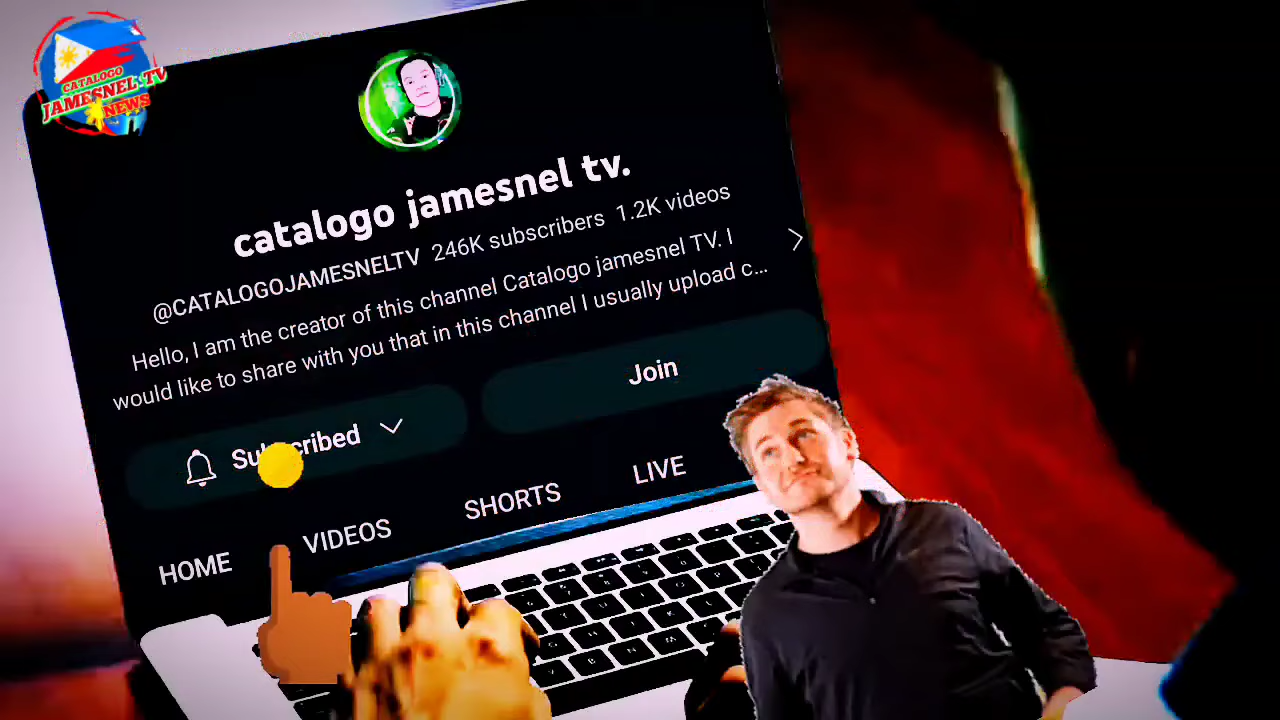 CATALOGO
JAMESNEL TV
NEWS
catalogo jamesnel tv.
@CATALOGOJAMESNELTV 246K subscribers 1.2K videos
Hello, I am the creator of this channel Catalogo jamesnel TV. I
would like to share with you that in this channel I usually upload c...
Subscribed
Join
HOME VIDEOS SHORTS LIVE